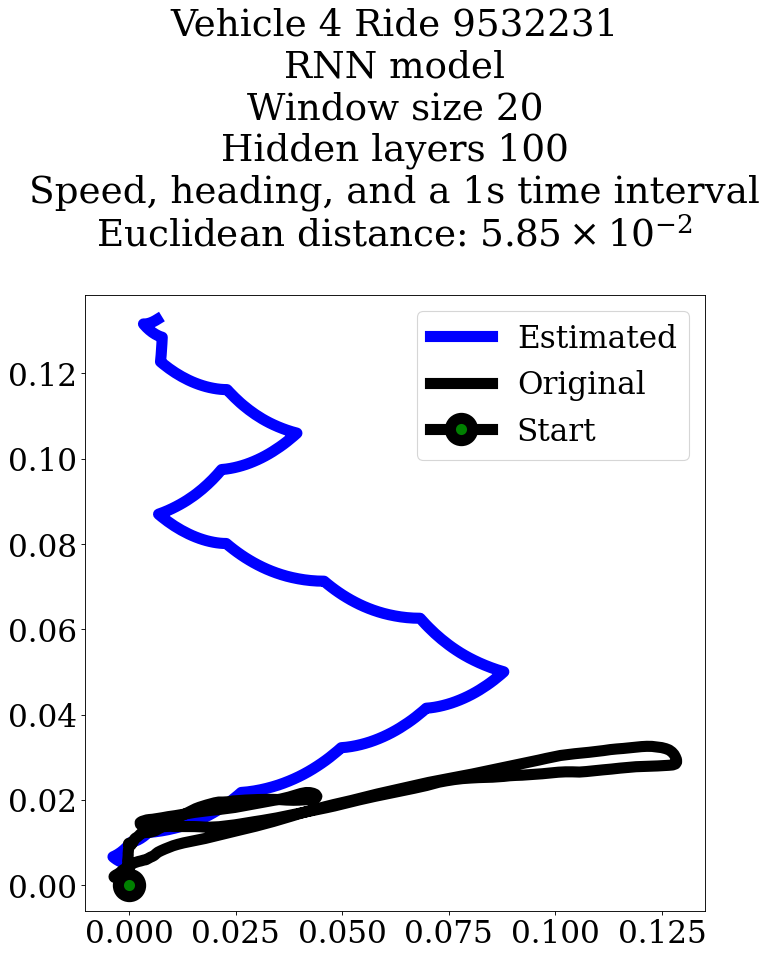 Vehicle 4 Ride 9532231
RNN model
Window size 20
Hidden layers 100
Speed, heading, and a 1s time interval
Euclidean distance: 5.85 × 10⁻²
Estimated
Original
Start
0.12
0.10
0.08
0.06
0.04
0.02
0.00
0.000 0.025 0.050 0.075 0.100 0.125